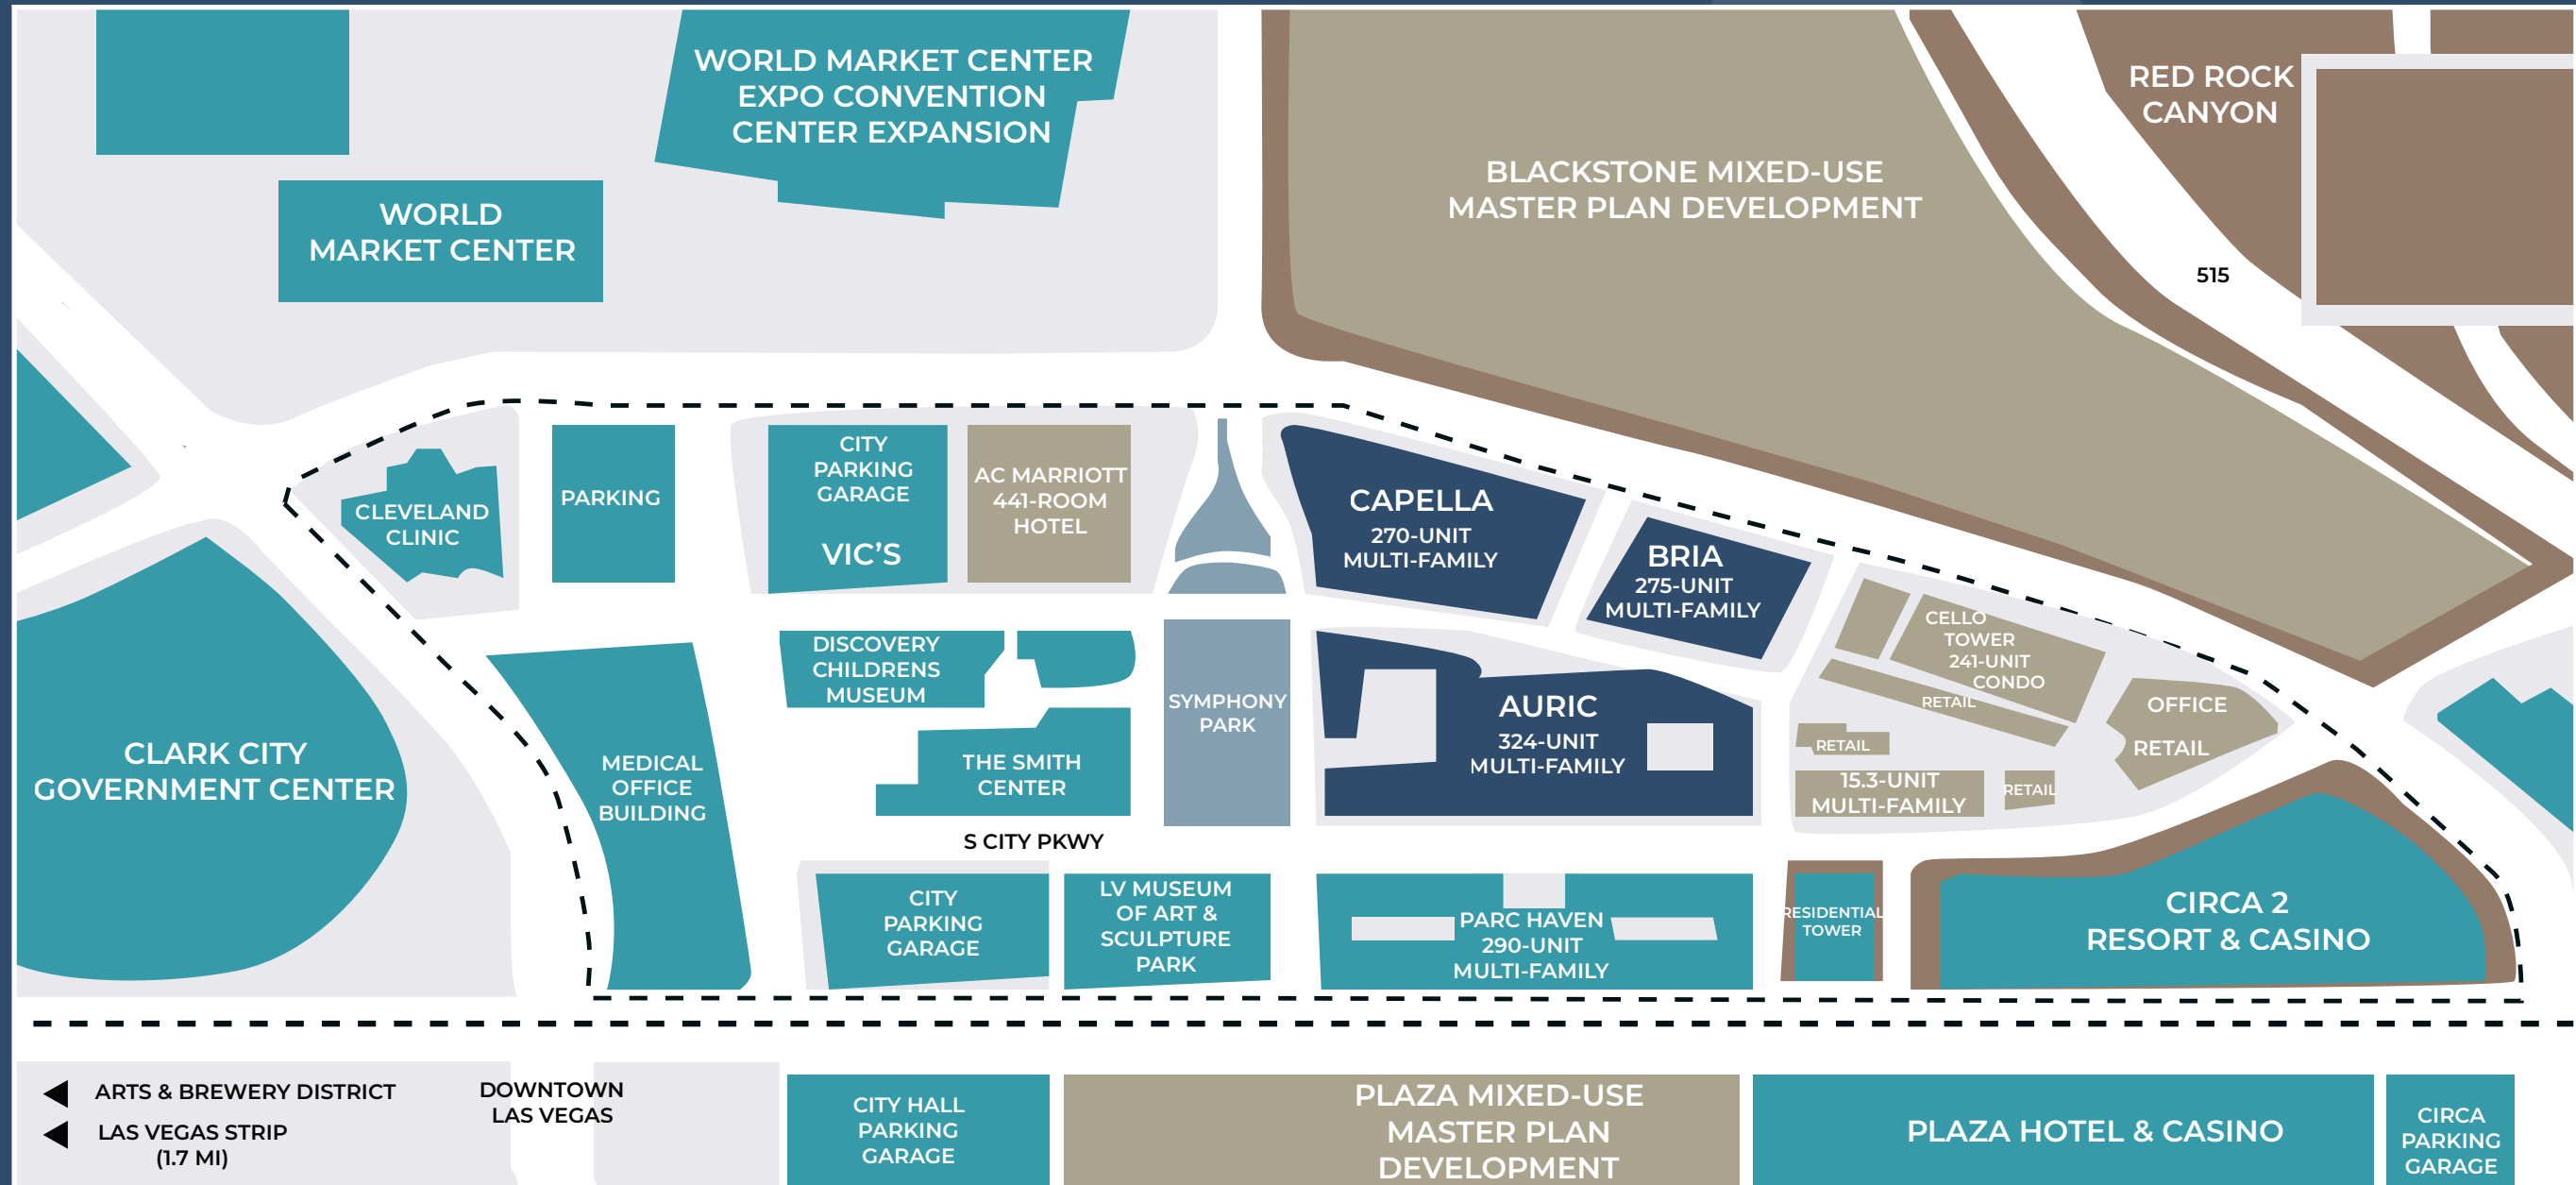 WORLD MARKET CENTER
EXPO CONVENTION
CENTER EXPANSION
WORLD
MARKET CENTER
BLACKSTONE MIXED-USE
MASTER PLAN DEVELOPMENT
RED ROCK
CANYON
515
CLEVELAND
CLINIC
PARKING
CITY
PARKING
GARAGE
VIC'S
AC MARRIOTT
441-ROOM
HOTEL
CAPELLA
270-UNIT
MULTI-FAMILY
BRIA
275-UNIT
MULTI-FAMILY
CELLO
TOWER
241-UNIT
CONDO
RETAIL
OFFICE
RETAIL
RETAIL
15.3-UNIT
MULTI-FAMILY
RETAIL
DISCOVERY
CHILDRENS
MUSEUM
THE SMITH
CENTER
SYMPHONY
PARK
AURIC
324-UNIT
MULTI-FAMILY
CLARK CITY
GOVERNMENT CENTER
MEDICAL
OFFICE
BUILDING
S CITY PKWY
CITY
PARKING
GARAGE
LV MUSEUM
OF ART &
SCULPTURE
PARK
PARC HAVEN
290-UNIT
MULTI-FAMILY
RESIDENTIAL
TOWER
CIRCA 2
RESORT & CASINO
ARTS & BREWERY DISTRICT
LAS VEGAS STRIP
(1.7 MI)
DOWNTOWN
LAS VEGAS
CITY HALL
PARKING
GARAGE
PLAZA MIXED-USE
MASTER PLAN
DEVELOPMENT
PLAZA HOTEL & CASINO
CIRCA
PARKING
GARAGE